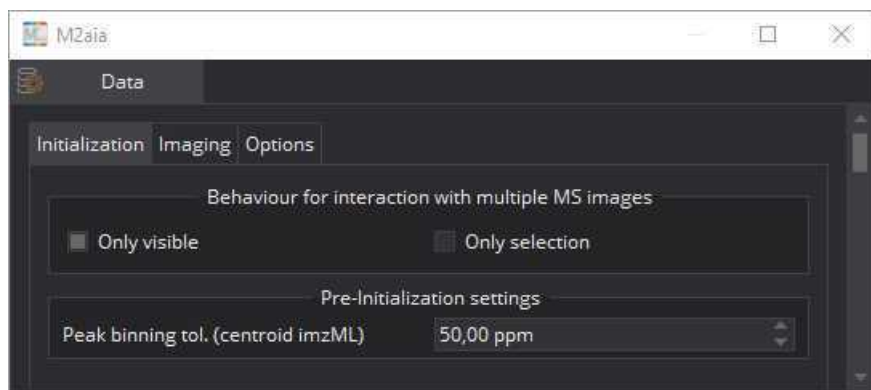 M2aia
Data
Initialization Imaging Options
Behaviour for interaction with multiple MS images
Only visible Only selection
Pre-Initialization settings
Peak binning tol. (centroid imzML) 50,00 ppm